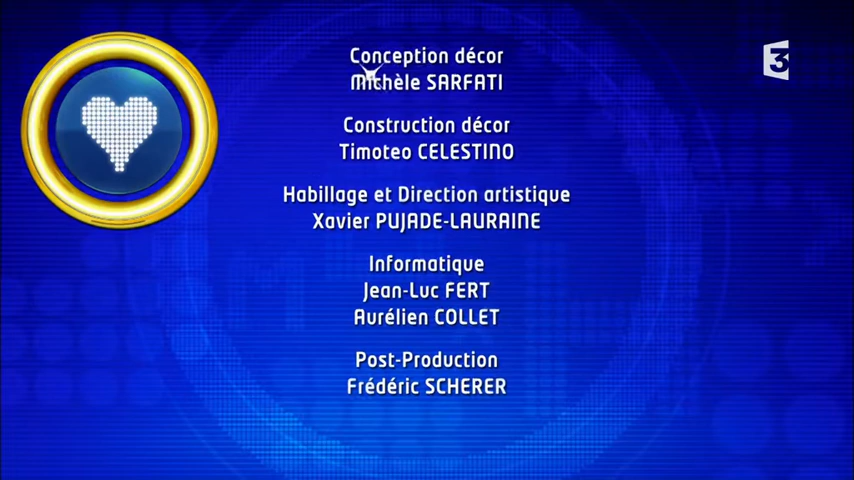 Conception décor
Michèle SARFATI
3
Construction décor
Timoteo CELESTINO
Habillage et Direction artistique
Xavier PUJADE-LAURAINE
Informatique
Jean-Luc FERT
Aurélien COLLET
Post-Production
Frédéric SCHERER